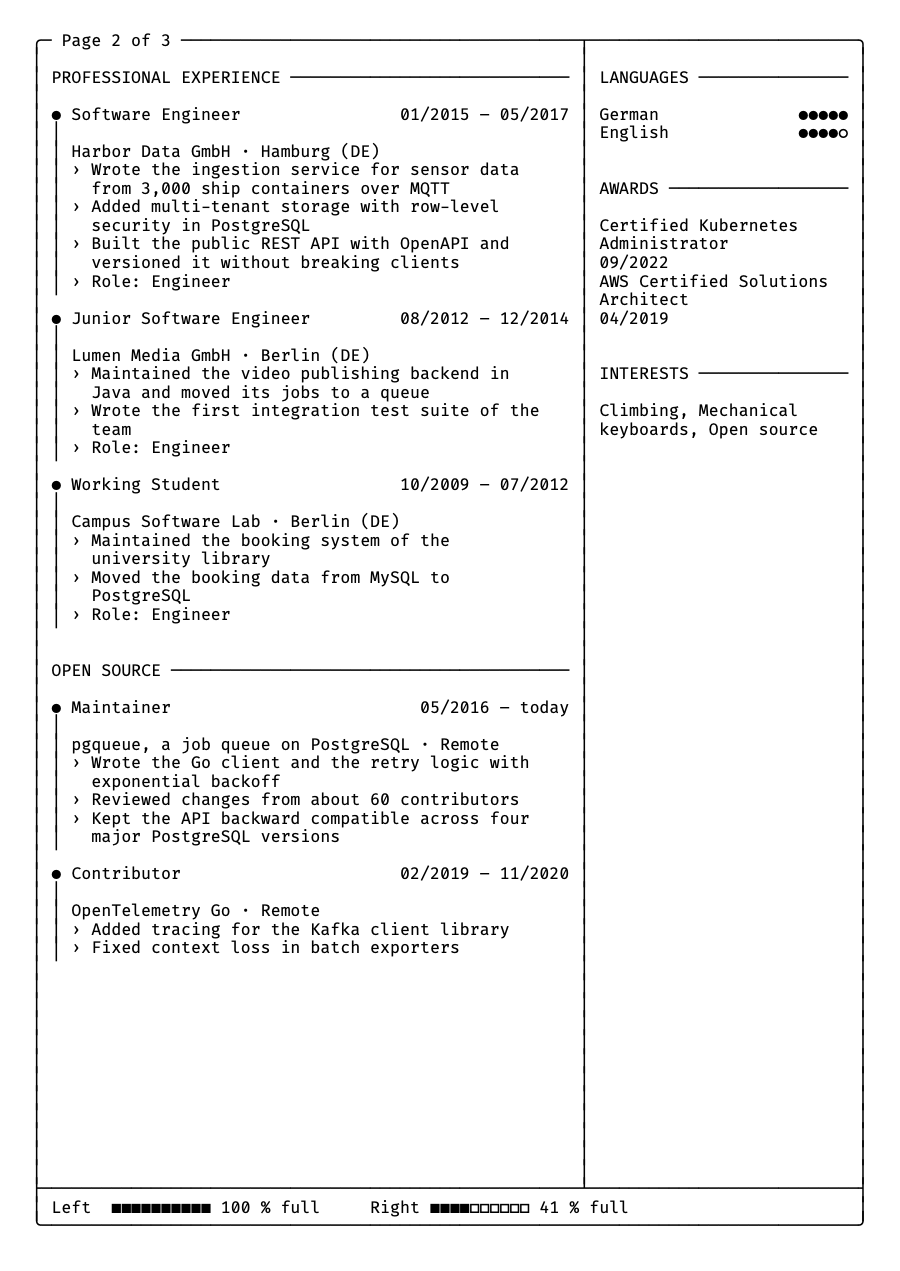 Page 2 of 3
PROFESSIONAL EXPERIENCE
● Software Engineer 01/2015 – 05/2017
Harbor Data GmbH · Hamburg (DE)
› Wrote the ingestion service for sensor data
from 3,000 ship containers over MQTT
› Added multi-tenant storage with row-level
security in PostgreSQL
› Built the public REST API with OpenAPI and
versioned it without breaking clients
› Role: Engineer
● Junior Software Engineer 08/2012 – 12/2014
Lumen Media GmbH · Berlin (DE)
› Maintained the video publishing backend in
Java and moved its jobs to a queue
› Wrote the first integration test suite of the
team
› Role: Engineer
● Working Student 10/2009 – 07/2012
Campus Software Lab · Berlin (DE)
› Maintained the booking system of the
university library
› Moved the booking data from MySQL to
PostgreSQL
› Role: Engineer
OPEN SOURCE
● Maintainer 05/2016 – today
pgqueue, a job queue on PostgreSQL · Remote
› Wrote the Go client and the retry logic with
exponential backoff
› Reviewed changes from about 60 contributors
› Kept the API backward compatible across four
major PostgreSQL versions
● Contributor 02/2019 – 11/2020
OpenTelemetry Go · Remote
› Added tracing for the Kafka client library
› Fixed context loss in batch exporters
LANGUAGES
German ●●●●●
English ●●●●○
AWARDS
Certified Kubernetes
Administrator
09/2022
AWS Certified Solutions
Architect
04/2019
INTERESTS
Climbing, Mechanical
keyboards, Open source
Left ■■■■■■■■■■ 100 % full Right ■■■■□□□□□□ 41 % full